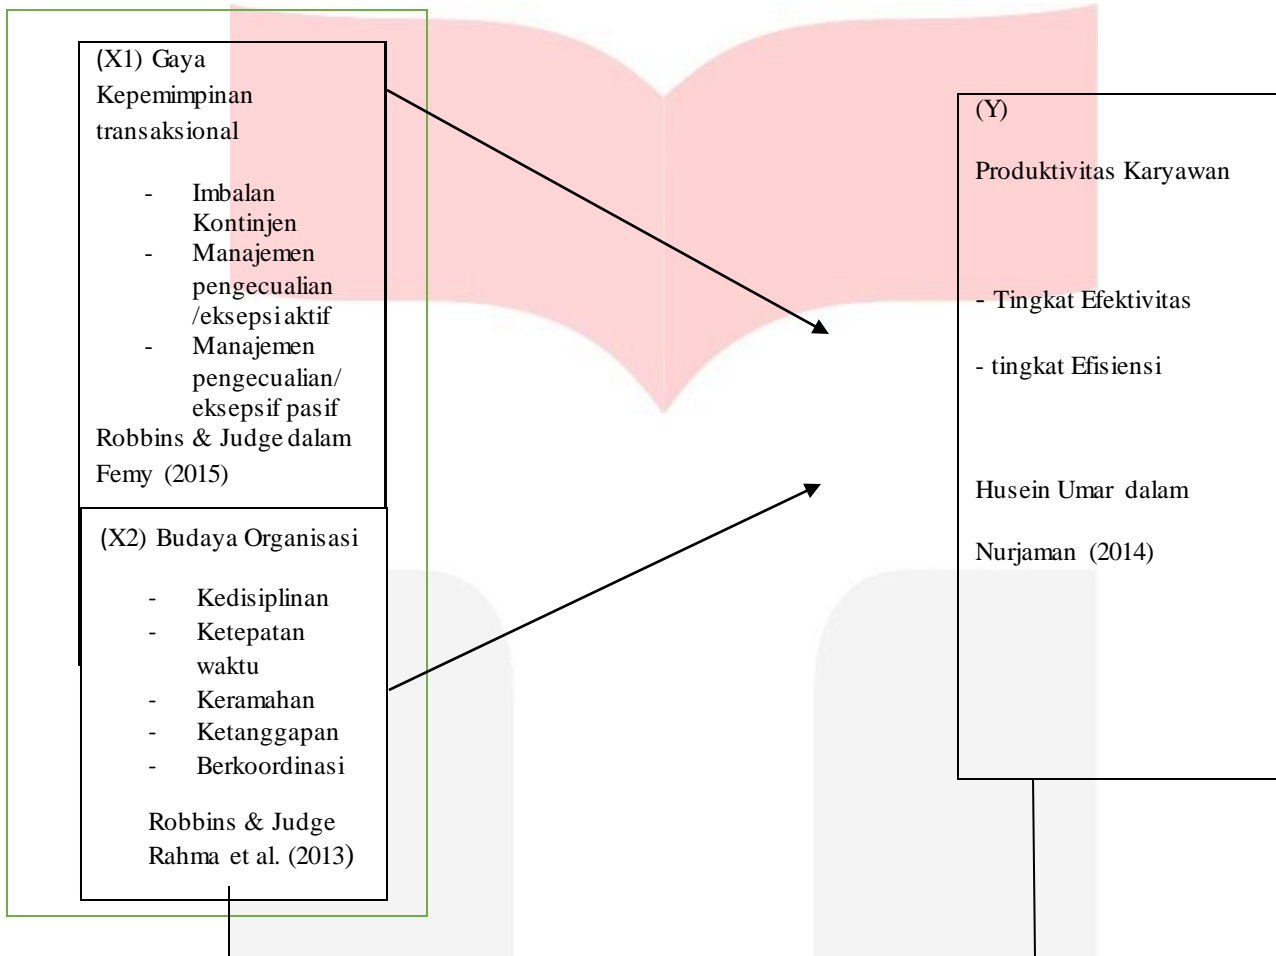 (X1) Gaya
Kepemimpinan
transaksional
- Imbalan
Kontinjen
- Manajemen
pengecualian
/eksepsi aktif
- Manajemen
pengecualian/
eksepsif pasif
Robbins & Judge dalam
Femy (2015)
(X2) Budaya Organisasi
- Kedisiplinan
- Ketepatan
waktu
- Keramahan
- Ketanggapan
- Berkoordinasi
Robbins & Judge
Rahma et al. (2013)
(Y)
Produktivitas Karyawan
- Tingkat Efektivitas
- tingkat Efisiensi
Husein Umar dalam
Nurjaman (2014)